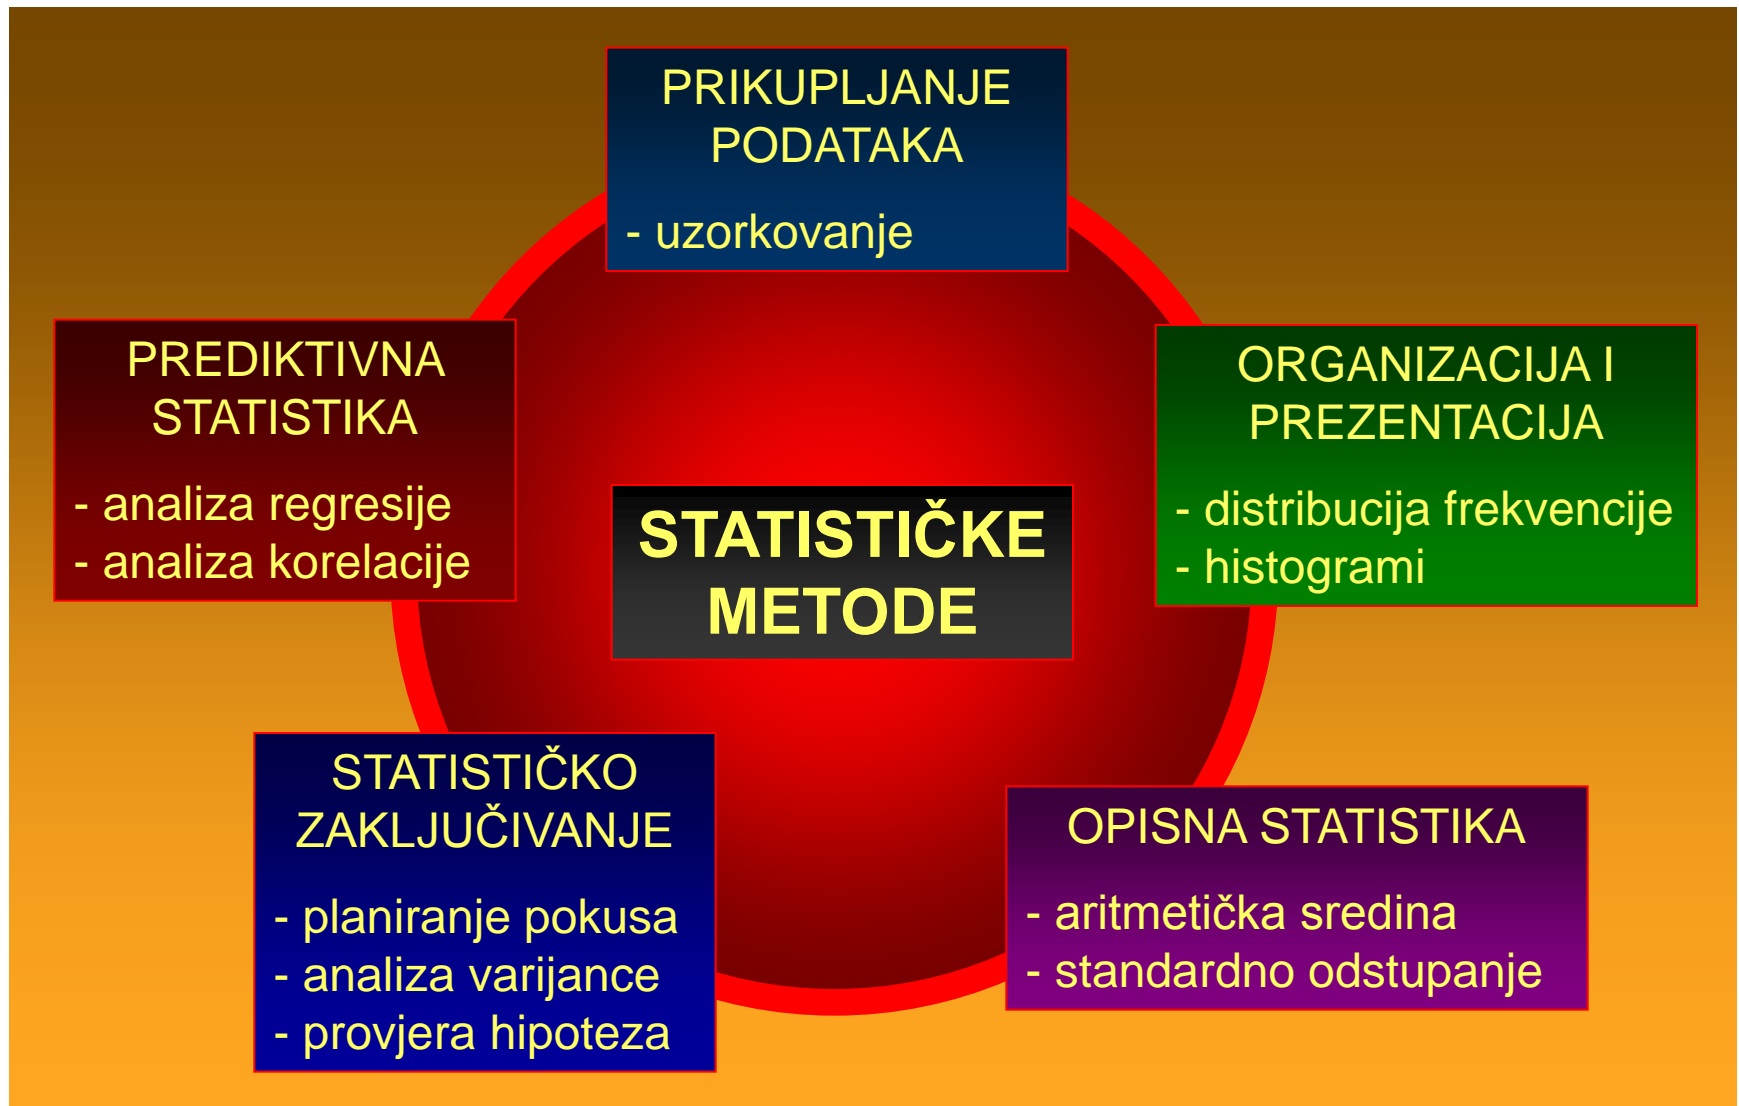 PRIKUPLJANJE
PODATAKA
- uzorkovanje
PREDIKTIVNA
STATISTIKA
- analiza regresije
- analiza korelacije
ORGANIZACIJA I
PREZENTACIJA
- distribucija frekvencije
- histogrami
STATISTIČKE
METODE
STATISTIČKO
ZAKLJUČIVANJE
- planiranje pokusa
- analiza varijance
- provjera hipoteza
OPISNA STATISTIKA
- aritmetička sredina
- standardno odstupanje